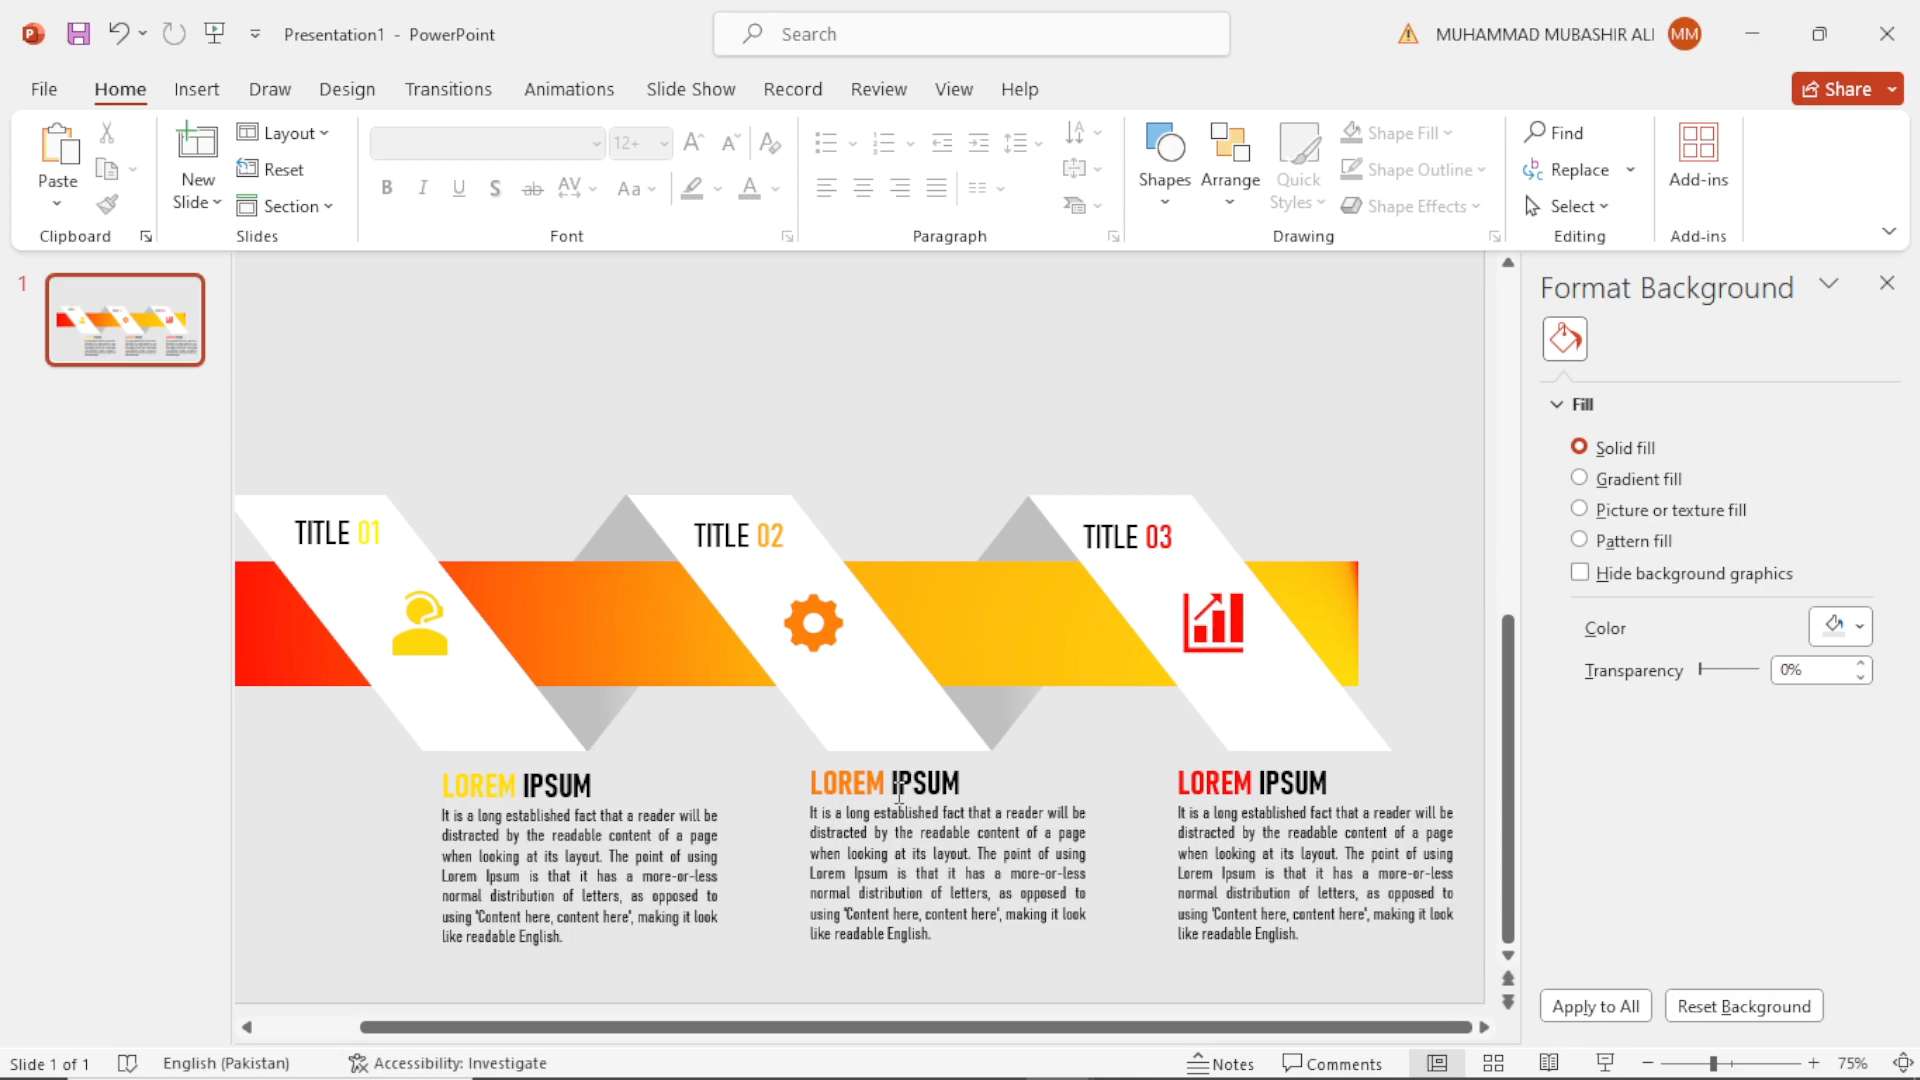 Presentation1 - PowerPoint
Search
MUHAMMAD MUBASHIR ALI MM
File Home Insert Draw Design Transitions Animations Slide Show Record Review View Help
Share
Paste
Clipboard
New
Slide
Layout
Reset
Section
Slides
12+
B I U S ab AV Aa A
Font
Paragraph
Shapes
Arrange
Quick
Styles
Shape Fill
Shape Outline
Shape Effects
Drawing
Find
Replace
Select
Editing
Add-ins
Add-ins
1
TITLE 01
TITLE 02
TITLE 03
LOREM IPSUM
It is a long established fact that a reader will be
distracted by the readable content of a page
when looking at its layout. The point of using
Lorem Ipsum is that it has a more-or-less
normal distribution of letters, as opposed to
using 'Content here, content here', making it look
like readable English.
LOREM IPSUM
It is a long established fact that a reader will be
distracted by the readable content of a page
when looking at its layout. The point of using
Lorem Ipsum is that it has a more-or-less
normal distribution of letters, as opposed to
using 'Content here, content here', making it look
like readable English.
LOREM IPSUM
It is a long established fact that a reader will be
distracted by the readable content of a page
when looking at its layout. The point of using
Lorem Ipsum is that it has a more-or-less
normal distribution of letters, as opposed to
using 'Content here, content here', making it look
like readable English.
Format Background
Fill
Solid fill
Gradient fill
Picture or texture fill
Pattern fill
Hide background graphics
Color
Transparency 0%
Apply to All
Reset Background
Slide 1 of 1
English (Pakistan)
Accessibility: Investigate
Notes
Comments
75%